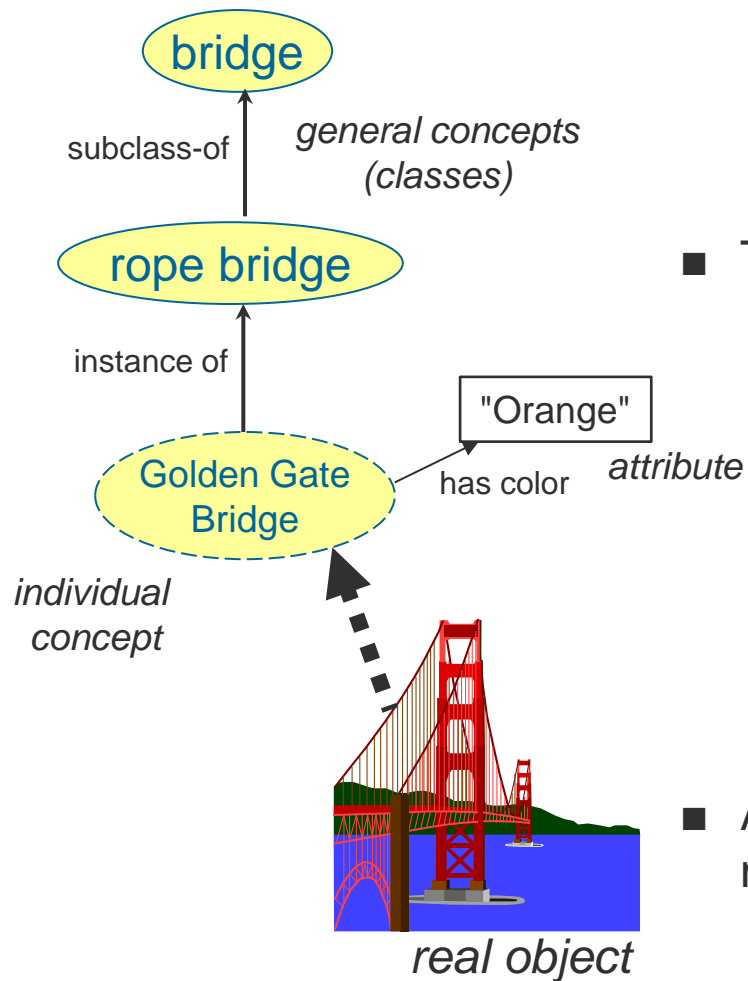 bridge
subclass-of
general concepts
(classes)
rope bridge
instance of
"Orange"
Golden Gate
Bridge
has color
attribute
individual
concept
real object